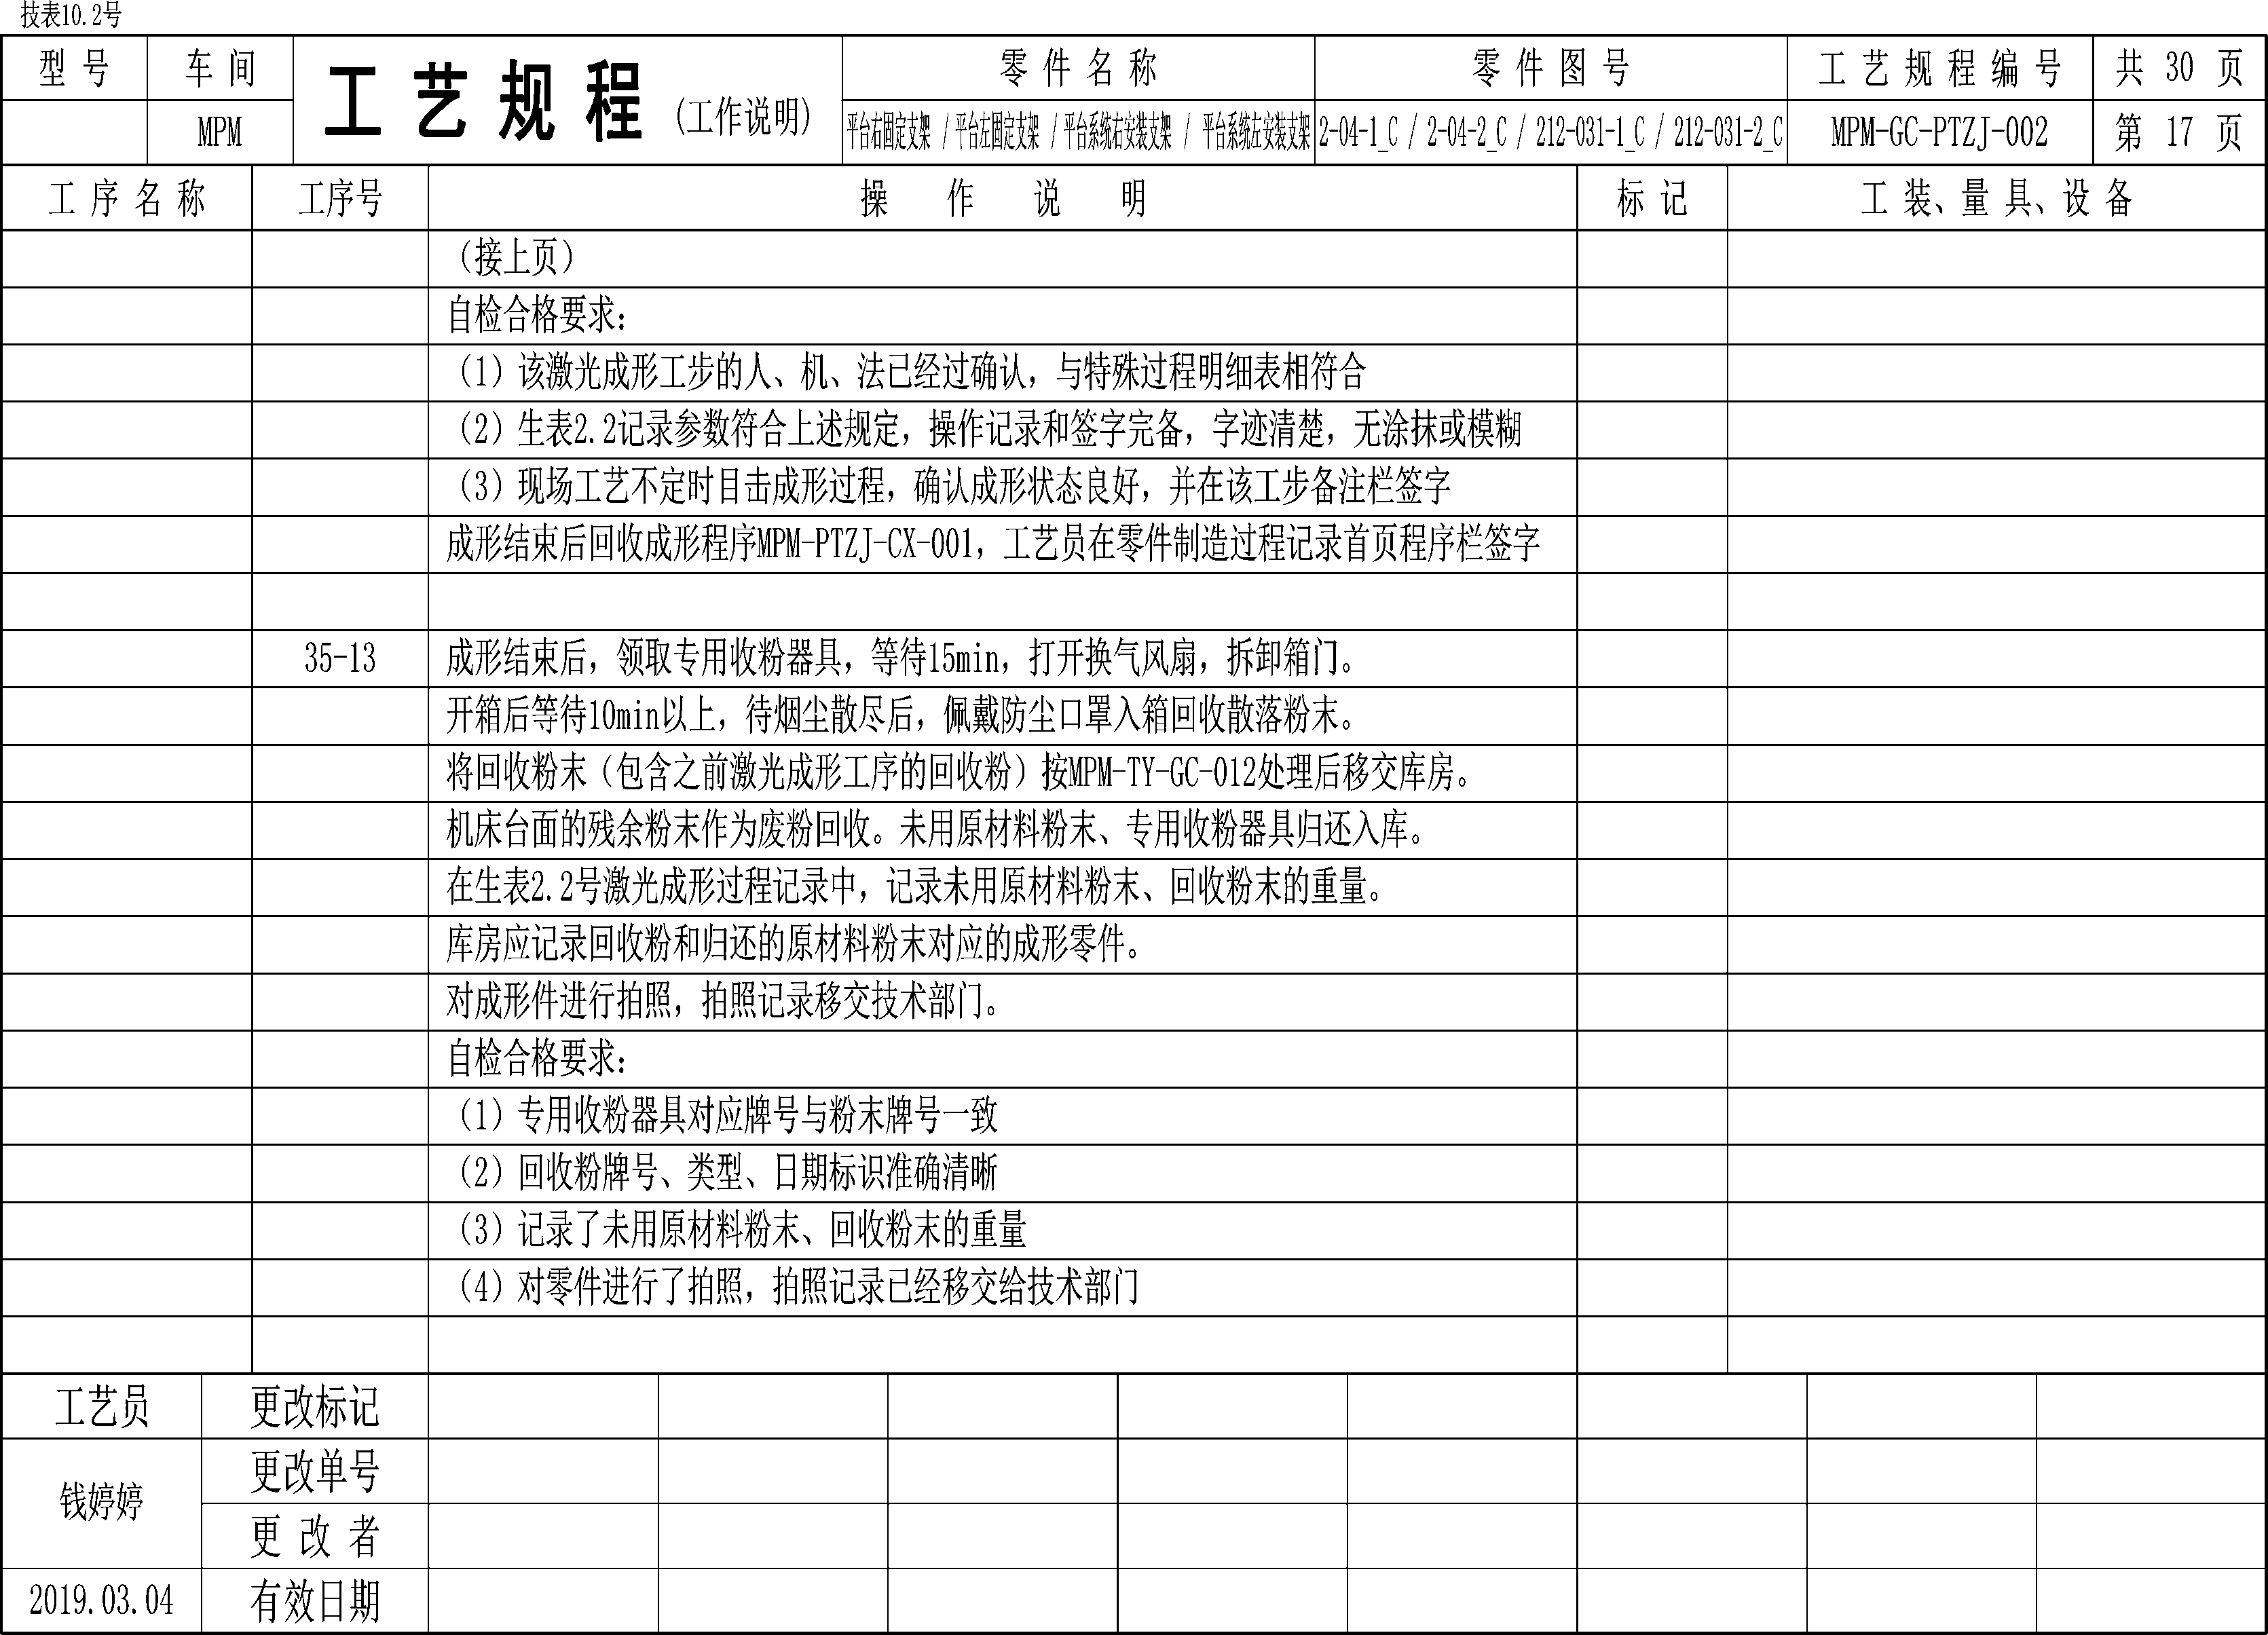 技表10.2号
型 号 车 间 工 艺 规 程 (工作说明) 零 件 名 称 零 件 图 号 工 艺 规 程 编 号 共 30 页
MPM 平台右固定支架 / 平台左固定支架 / 平台系统右安装支架 / 平台系统左安装支架 2-04-1_C / 2-04-2_C / 212-031-1_C / 212-031-2_C MPM-GC-PTZJ-002 第 17 页
工 序 名 称 工序号 操 作 说 明 标 记 工 装、量 具、设 备
（接上页）
自检合格要求：
（1）该激光成形工步的人、机、法已经过确认，与特殊过程明细表相符合
（2）生表2.2记录参数符合上述规定，操作记录和签字完备，字迹清楚，无涂抹或模糊
（3）现场工艺不定时目击成形过程，确认成形状态良好，并在该工步备注栏签字
成形结束后回收成形程序MPM-PTZJ-CX-001，工艺员在零件制造过程记录首页程序栏签字
35-13 成形结束后，领取专用收粉器具，等待15min，打开换气风扇，拆卸箱门。
开箱后等待10min以上，待烟尘散尽后，佩戴防尘口罩入箱回收散落粉末。
将回收粉末（包含之前激光成形工序的回收粉）按MPM-TY-GC-012处理后移交库房。
机床台面的残余粉末作为废粉回收。未用原材料粉末、专用收粉器具归还入库。
在生表2.2号激光成形过程记录中，记录未用原材料粉末、回收粉末的重量。
库房应记录回收粉和归还的原材料粉末对应的成形零件。
对成形件进行拍照，拍照记录移交技术部门。
自检合格要求：
（1）专用收粉器具对应牌号与粉末牌号一致
（2）回收粉牌号、类型、日期标识准确清晰
（3）记录了未用原材料粉末、回收粉末的重量
（4）对零件进行了拍照，拍照记录已经移交给技术部门
工艺员 更改标记
更改单号
钱婷婷
更 改 者
2019.03.04 有效日期